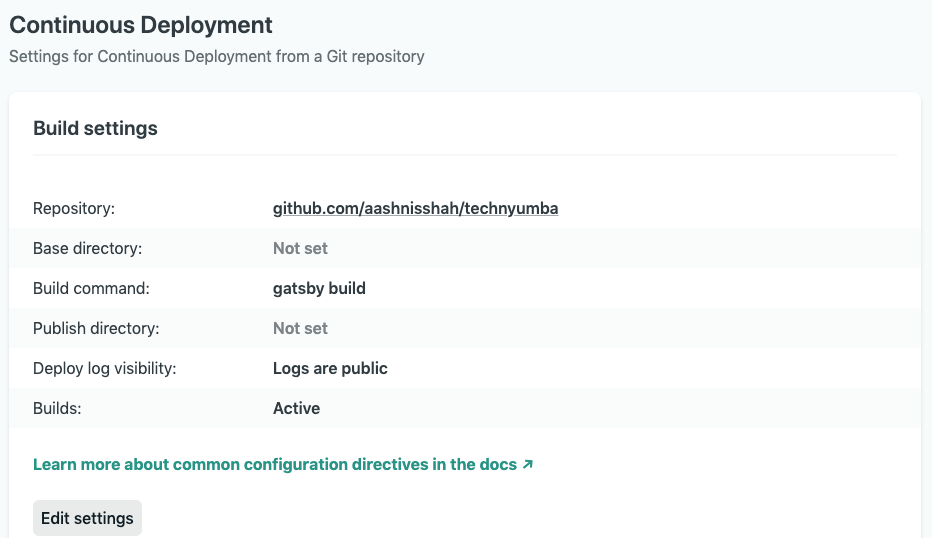 Continuous Deployment
Settings for Continuous Deployment from a Git repository
Build settings
Repository: github.com/aashnisshah/technyumba
Base directory: Not set
Build command: gatsby build
Publish directory: Not set
Deploy log visibility: Logs are public
Builds: Active
Learn more about common configuration directives in the docs ↗
Edit settings